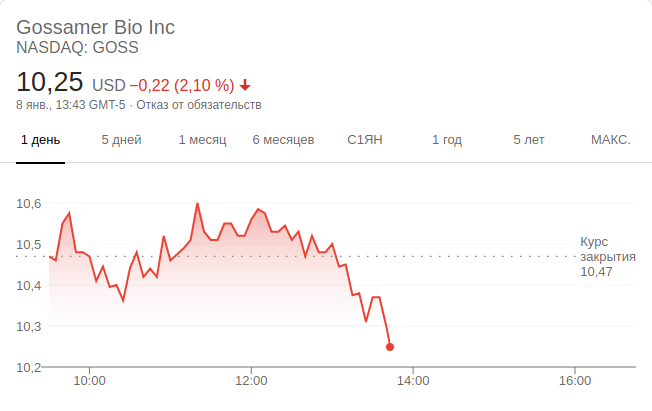 Gossamer Bio Inc
NASDAQ: GOSS
10,25 USD −0,22 (2,10 %)
8 янв., 13:43 GMT-5 · Отказ от обязательств
1 день 5 дней 1 месяц 6 месяцев С1ЯН 1 год 5 лет МАКС.
10,6
10,5
Курс
закрытия
10,47
10,4
10,3
10,2
10:00 12:00 14:00 16:00